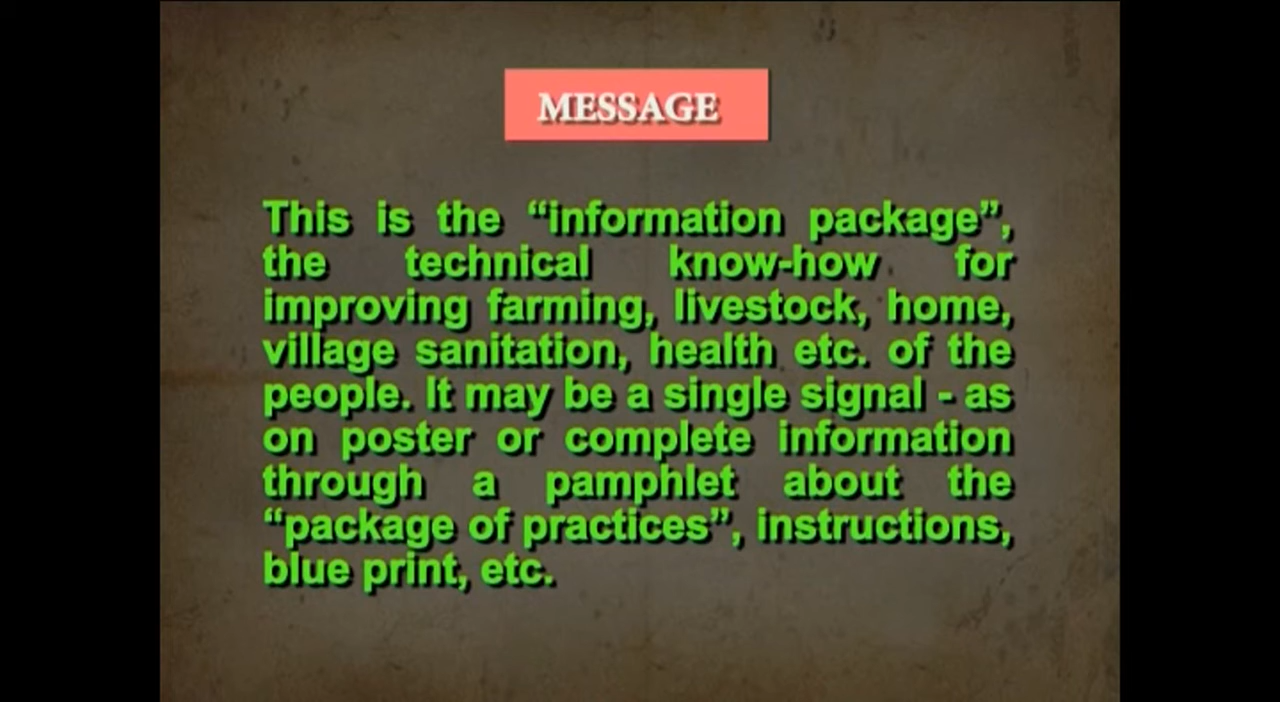 MESSAGE
This is the “information package”,
the technical know-how for
improving farming, livestock, home,
village sanitation, health etc. of the
people. It may be a single signal - as
on poster or complete information
through a pamphlet about the
“package of practices”, instructions,
blue print, etc.